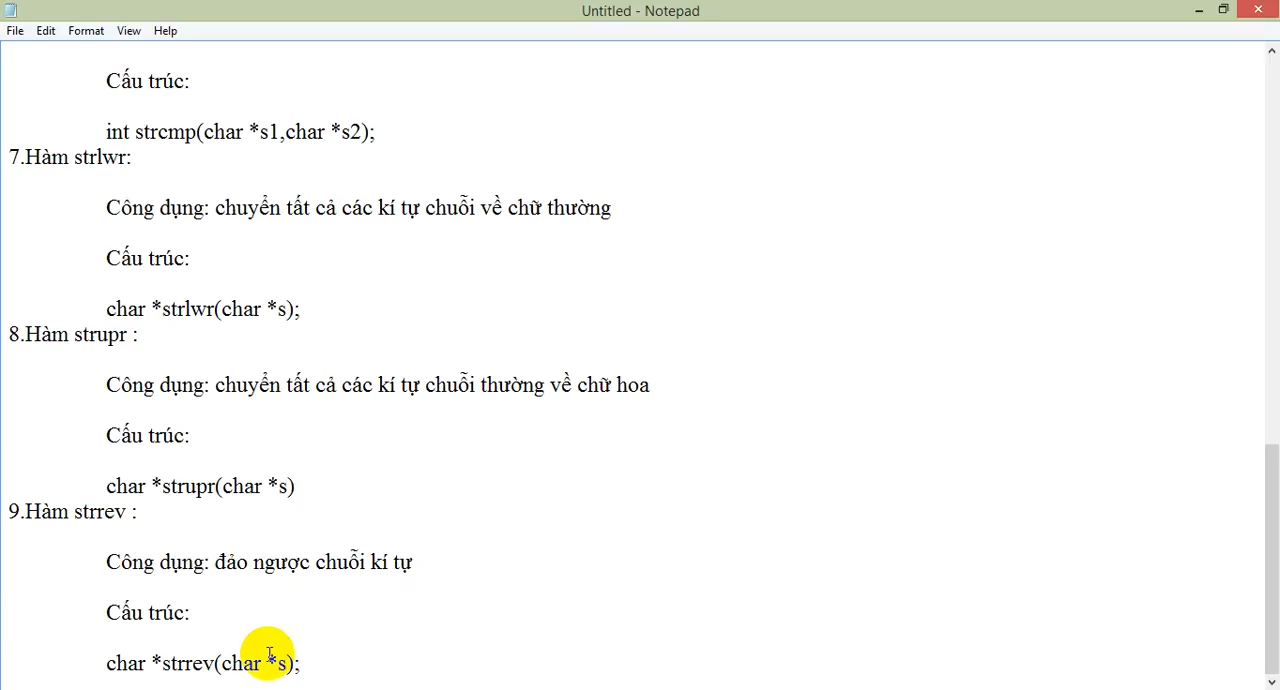 Untitled - Notepad
File Edit Format View Help
Cấu trúc:
int strcmp(char *s1,char *s2);
7.Hàm strlwr:
Công dụng: chuyển tất cả các kí tự chuỗi về chữ thường
Cấu trúc:
char *strlwr(char *s);
8.Hàm strupr :
Công dụng: chuyển tất cả các kí tự chuỗi thường về chữ hoa
Cấu trúc:
char *strupr(char *s)
9.Hàm strrev :
Công dụng: đảo ngược chuỗi kí tự
Cấu trúc:
char *strrev(char *s);